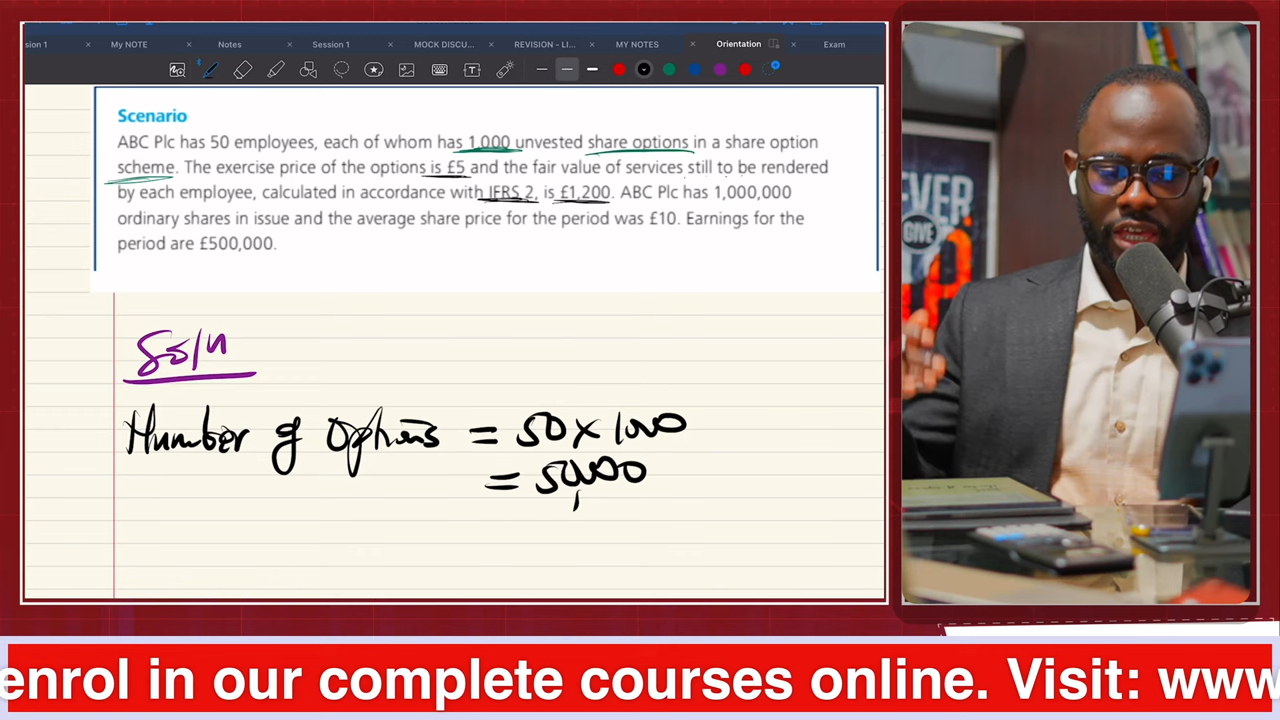 sion 1 × My NOTE × Notes × Session 1 × MOCK DISCU... × REVISION - LI... × MY NOTES × Orientation × Exam
Scenario
ABC Plc has 50 employees, each of whom has 1,000 unvested share options in a share option
scheme. The exercise price of the options is £5 and the fair value of services still to be rendered
by each employee, calculated in accordance with IFRS 2, is £1,200. ABC Plc has 1,000,000
ordinary shares in issue and the average share price for the period was £10. Earnings for the
period are £500,000.
Soln
Number of Options = 50 × 1000
= 50,000
EVER
GIVE
enrol in our complete courses online. Visit: www